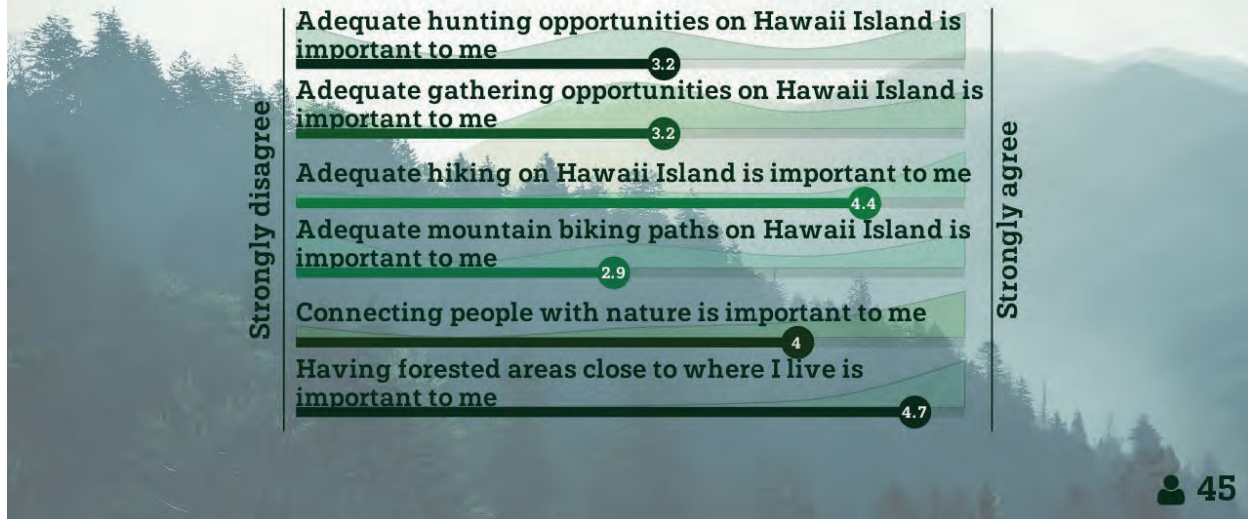 Strongly disagree
Adequate hunting opportunities on Hawaii Island is
important to me
3.2
Adequate gathering opportunities on Hawaii Island is
important to me
3.2
Adequate hiking on Hawaii Island is important to me
4.4
Adequate mountain biking paths on Hawaii Island is
important to me
2.9
Connecting people with nature is important to me
4
Having forested areas close to where I live is
important to me
4.7
Strongly agree
45